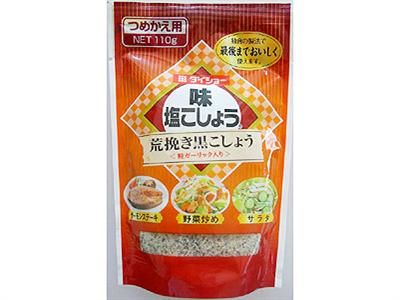 つめかえ用
NET 110g
独自の製法で
最後までおいしく
使えます。
ダイショー
味
塩こしょう
荒挽き黒こしょう
<粒ガーリック入り>
サーモンステーキ
野菜炒め
サラダ